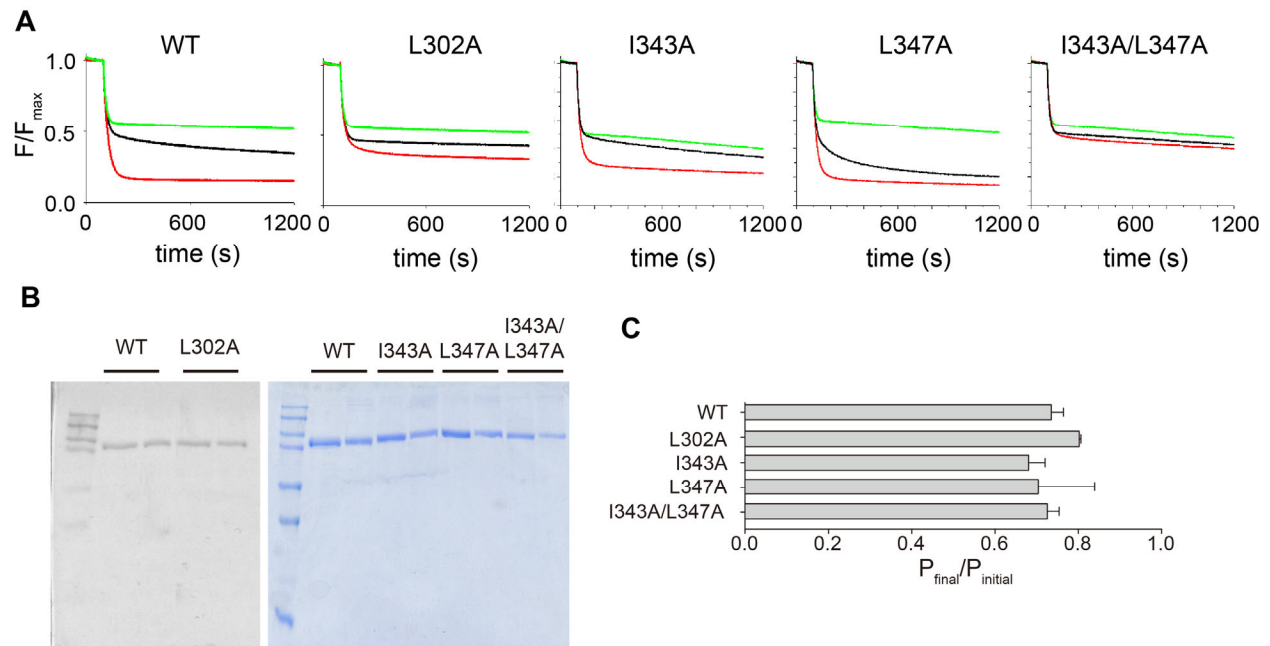 A
WT
L302A
I343A
L347A
I343A/L347A
F/Fmax
1.0
0.5
0.0
0 600 1200
0 600 1200
0 600 1200
0 600 1200
0 600 1200
time (s)
time (s)
time (s)
time (s)
time (s)
B
WT L302A
WT I343A L347A I343A/
L347A
C
WT
L302A
I343A
L347A
I343A/L347A
0.0 0.2 0.4 0.6 0.8 1.0
Pfinal/Pinitial